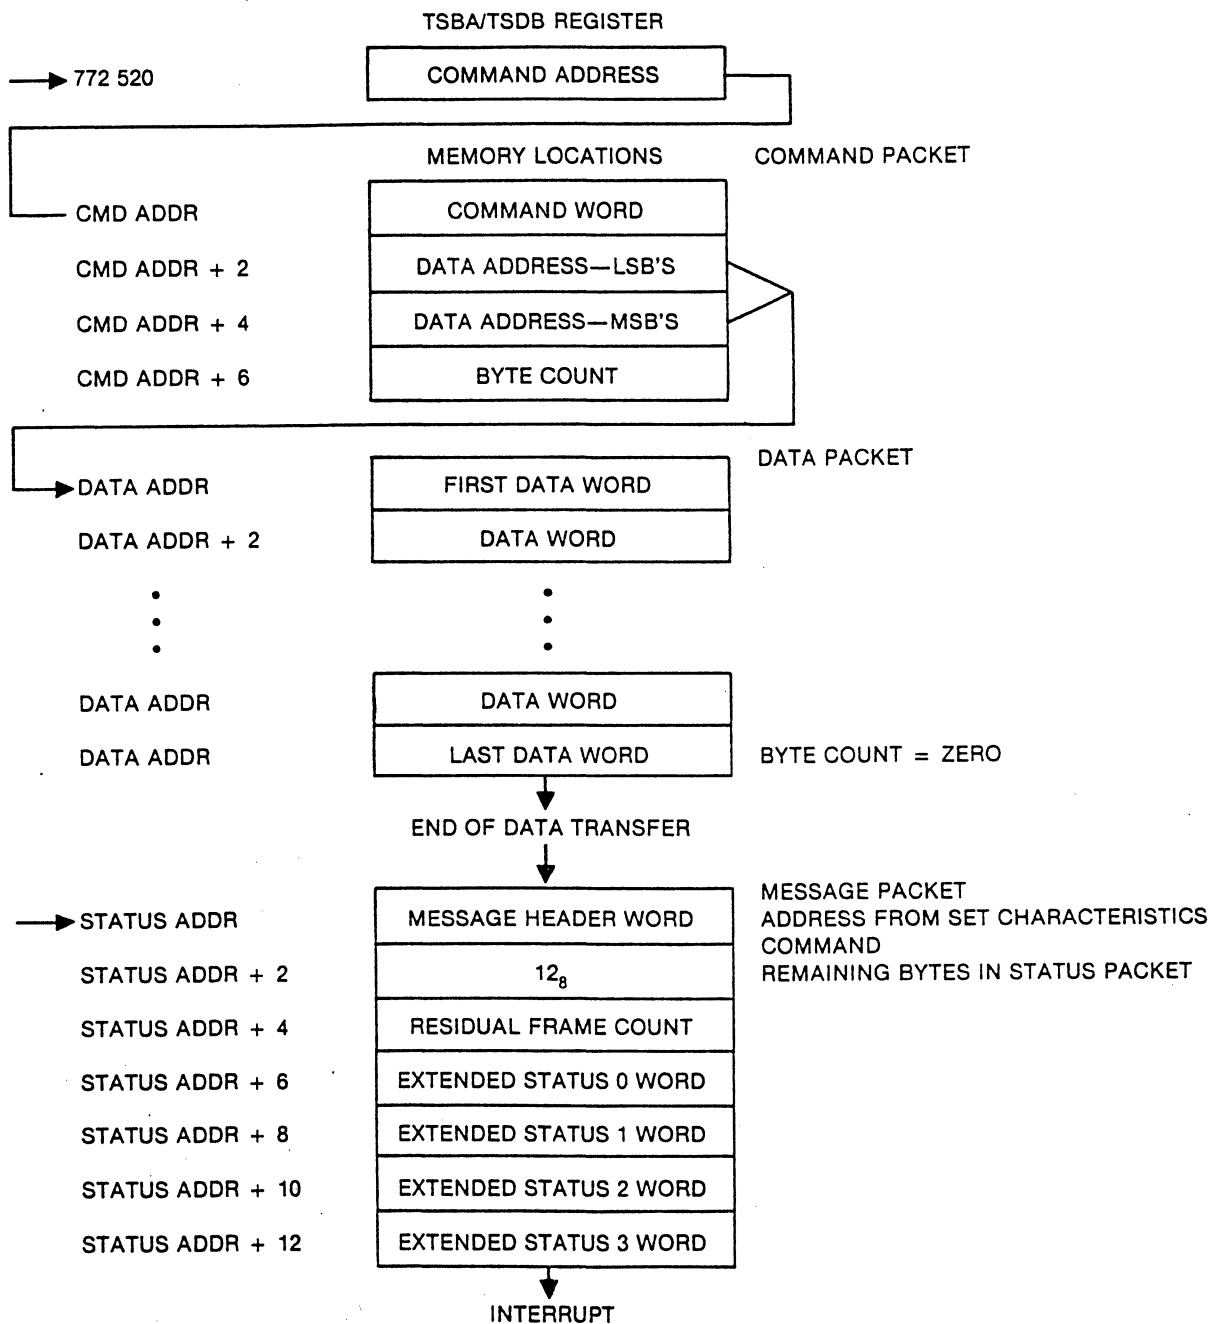 TSBA/TSDB REGISTER
772 520 COMMAND ADDRESS
MEMORY LOCATIONS COMMAND PACKET
CMD ADDR COMMAND WORD
CMD ADDR + 2 DATA ADDRESS—LSB'S
CMD ADDR + 4 DATA ADDRESS—MSB'S
CMD ADDR + 6 BYTE COUNT
DATA PACKET
DATA ADDR FIRST DATA WORD
DATA ADDR + 2 DATA WORD
DATA ADDR DATA WORD
DATA ADDR LAST DATA WORD BYTE COUNT = ZERO
END OF DATA TRANSFER
MESSAGE PACKET
STATUS ADDR MESSAGE HEADER WORD ADDRESS FROM SET CHARACTERISTICS
COMMAND
STATUS ADDR + 2 12₈ REMAINING BYTES IN STATUS PACKET
STATUS ADDR + 4 RESIDUAL FRAME COUNT
STATUS ADDR + 6 EXTENDED STATUS 0 WORD
STATUS ADDR + 8 EXTENDED STATUS 1 WORD
STATUS ADDR + 10 EXTENDED STATUS 2 WORD
STATUS ADDR + 12 EXTENDED STATUS 3 WORD
INTERRUPT